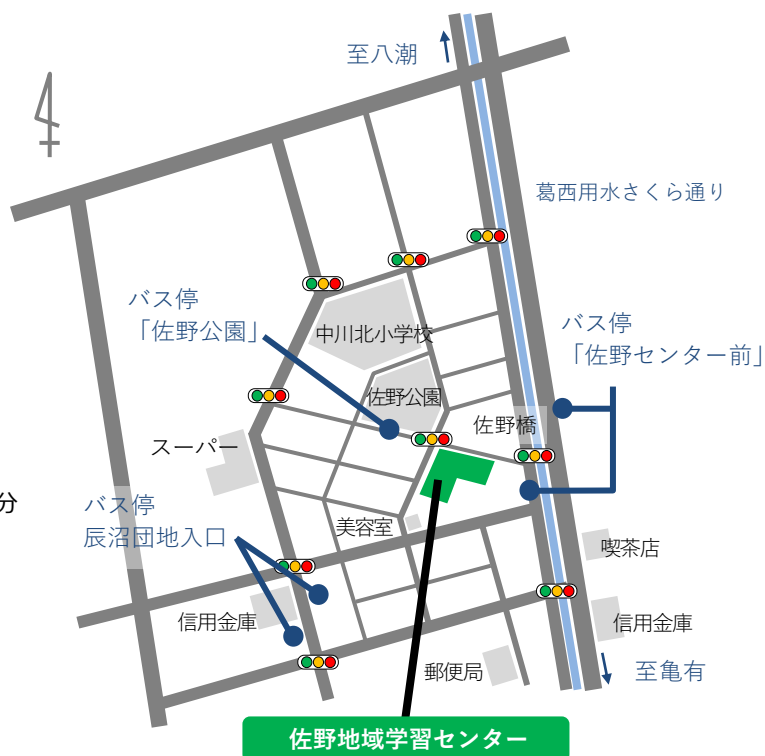 至八潮
葛西用水さくら通り
バス停
「佐野公園」
中川北小学校
バス停
「佐野センター前」
佐野公園
佐野橋
スーパー
分
バス停
辰沼団地入口
美容室
喫茶店
信用金庫
信用金庫
郵便局
至亀有
佐野地域学習センター